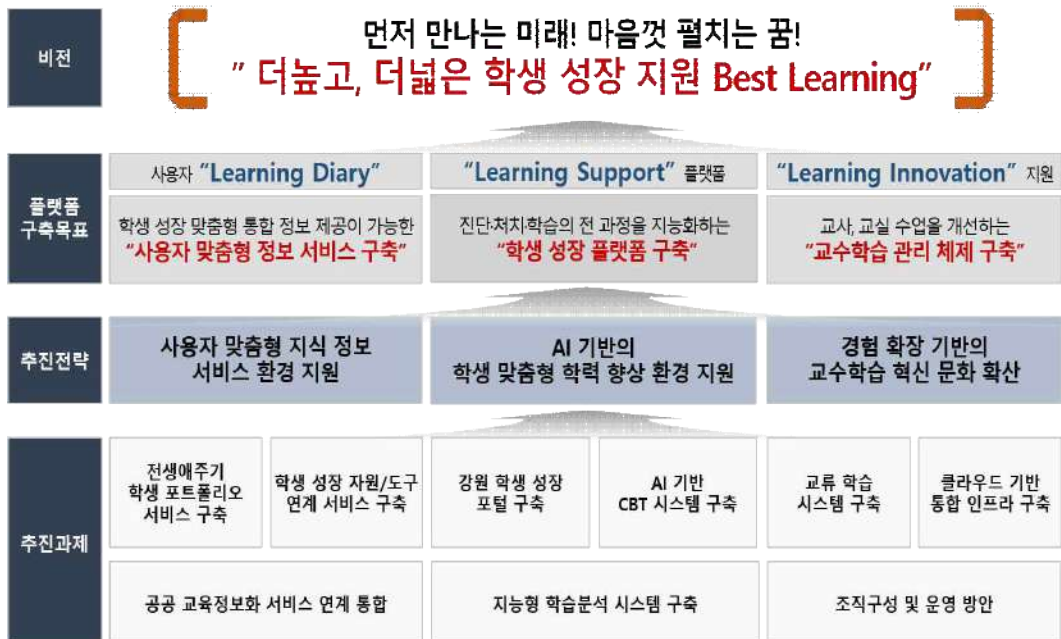 비전
먼저 만나는 미래! 마음껏 펼치는 꿈!
” 더높고, 더넓은 학생 성장 지원 Best Learning”
플랫폼
구축목표
사용자 “Learning Diary”
“Learning Support” 플랫폼
“Learning Innovation” 지원
학생 성장 맞춤형 통합 정보 제공이 가능한
“사용자 맞춤형 정보 서비스 구축”
진단·처치·학습의 전 과정을 지능화하는
“학생 성장 플랫폼 구축”
교사, 교실 수업을 개선하는
“교수학습 관리 체제 구축”
추진전략
사용자 맞춤형 지식 정보
서비스 환경 지원
AI 기반의
학생 맞춤형 학력 향상 환경 지원
경험 확장 기반의
교수학습 혁신 문화 확산
추진과제
전생애주기
학생 포트폴리오
서비스 구축
학생 성장 자원/도구
연계 서비스 구축
강원 학생 성장
포털 구축
AI 기반
CBT 시스템 구축
교류 학습
시스템 구축
클라우드 기반
통합 인프라 구축
공공 교육정보화 서비스 연계 통합
지능형 학습분석 시스템 구축
조직구성 및 운영 방안